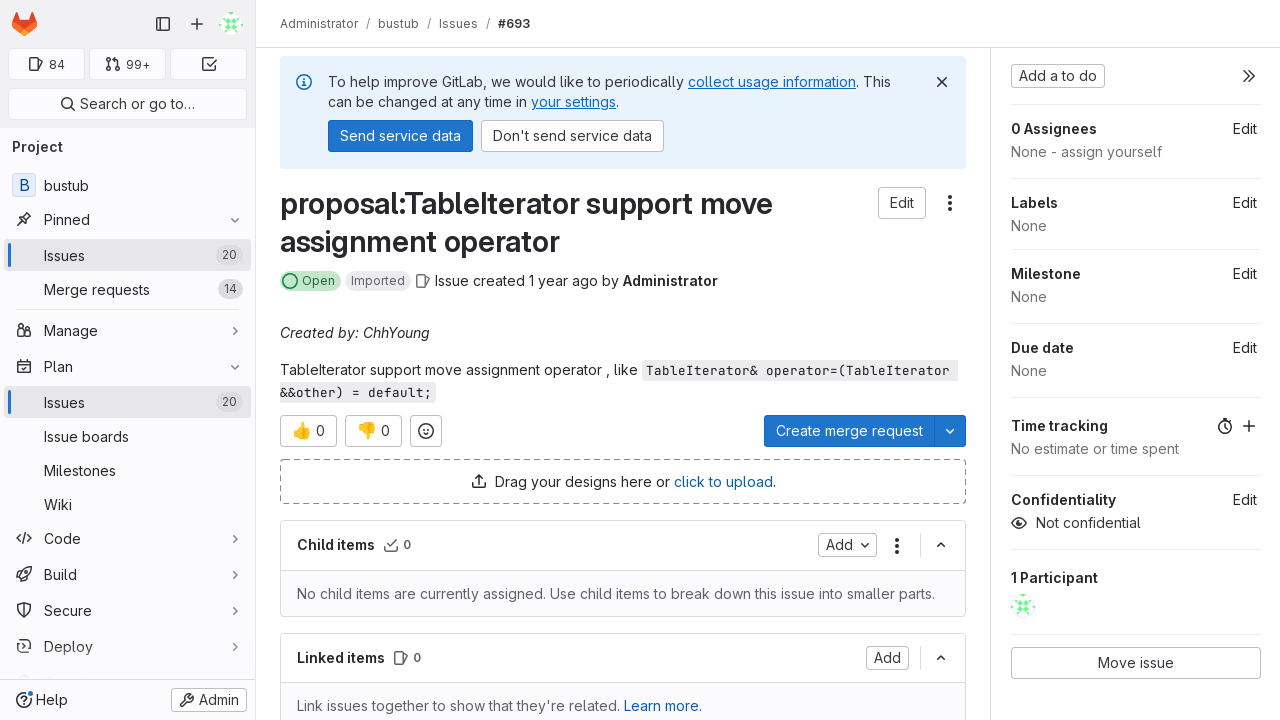 84
99+
Search or go to…
Project
B bustub
Pinned
Issues 20
Merge requests 14
Manage
Plan
Issues 20
Issue boards
Milestones
Wiki
Code
Build
Secure
Deploy
Help
Admin
Administrator / bustub / Issues / #693
To help improve GitLab, we would like to periodically collect usage information. This
can be changed at any time in your settings.
Send service data Don't send service data
proposal:TableIterator support move
assignment operator
Edit
Open Imported Issue created 1 year ago by Administrator
Created by: ChhYoung
TableIterator support move assignment operator , like TableIterator& operator=(TableIterator
&&other) = default;
👍 0 👎 0
Create merge request
Drag your designs here or click to upload.
Child items 0 Add
No child items are currently assigned. Use child items to break down this issue into smaller parts.
Linked items 0 Add
Link issues together to show that they're related. Learn more.
Add a to do
0 Assignees Edit
None - assign yourself
Labels Edit
None
Milestone Edit
None
Due date Edit
None
Time tracking
No estimate or time spent
Confidentiality Edit
Not confidential
1 Participant
Move issue